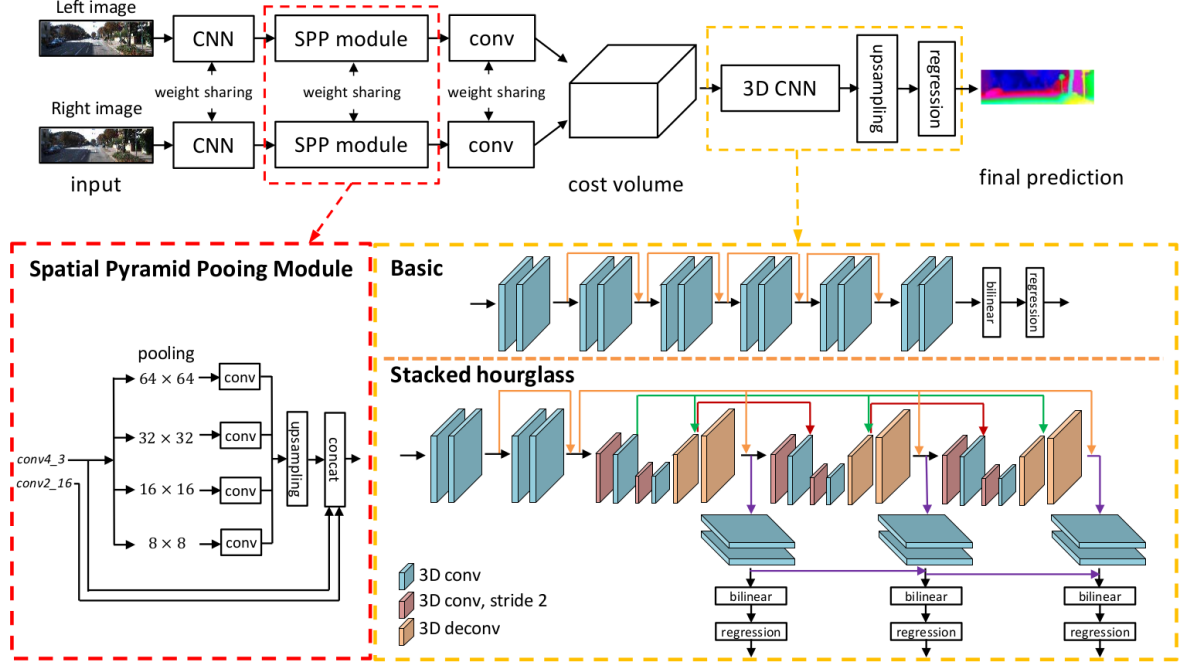 Left image
CNN
SPP module
conv
weight sharing
weight sharing
weight sharing
Right image
CNN
SPP module
conv
input
cost volume
3D CNN
upsampling
regression
final prediction
Spatial Pyramid Pooing Module
pooling
64 × 64
conv
32 × 32
conv
16 × 16
conv
8 × 8
conv
conv4_3
conv2_16
upsampling
concat
Basic
bilinear
regression
Stacked hourglass
3D conv
3D conv, stride 2
3D deconv
bilinear
bilinear
bilinear
regression
regression
regression